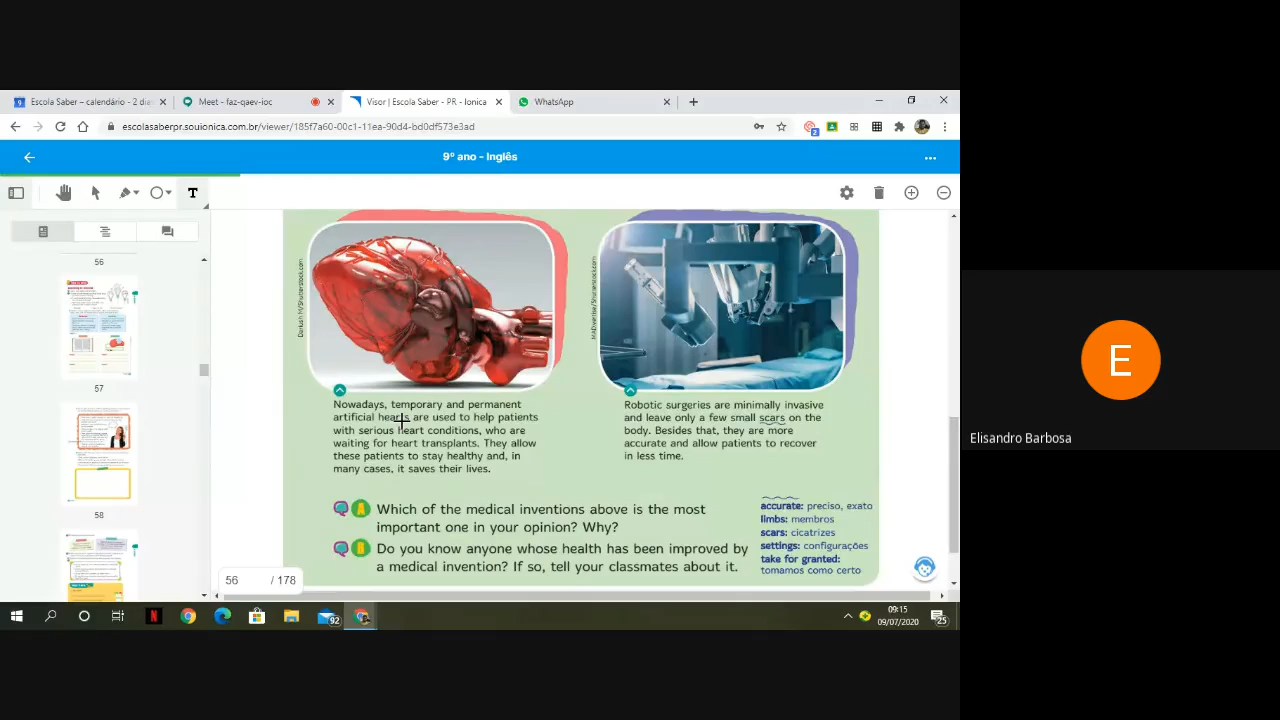 Escola Saber – calendário - 2 die
Meet - faz-qaev-ioc
Visor | Escola Saber - PR - Ionica
WhatsApp
escolasaberpr.souionica.com.br/viewer/185f7a60-00c1-11ea-90d4-bd0df573e3ad
2
9º ano - Inglês
T
56
57
58
Nowadays, temporary and permanent
artificial hearts are used to help patients
with serious heart conditions, who are
waiting for heart transplants. They allow
these patients to stay healthy and, in
many cases, it saves their lives.
MADvertise/Shutterstock.com
Robotic surgeries are minimally invasive
and leave only a few small scars on the
body. Besides that, they are more
accurate and allow patients to recover
in less time.
A Which of the medical inventions above is the most
important one in your opinion? Why?
B Do you know anyone whose health has been improved by
a medical invention? If so, tell your classmates about it.
accurate: preciso, exato
limbs: membros
scars: cicatrizes
settings: configurações
take for granted:
tomamos como certo
56 / 178
92
09:15
09/07/2020
25
E
Elisandro Barbosa